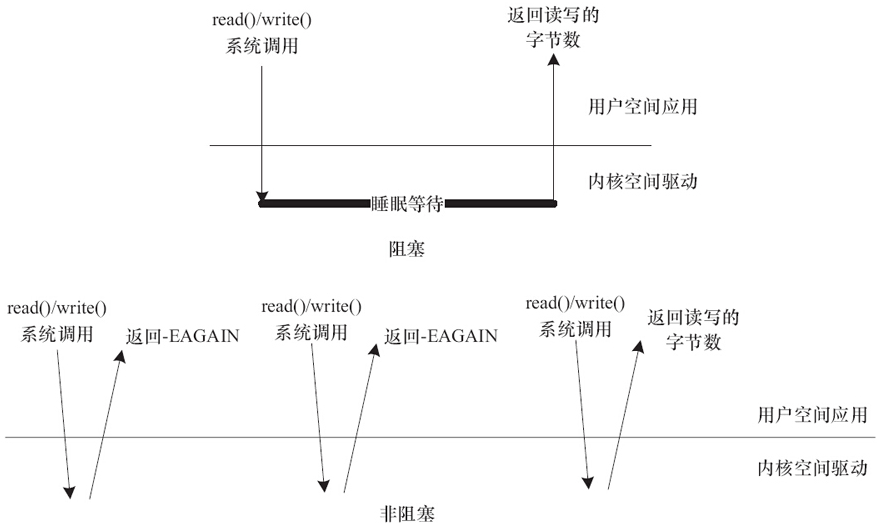 read()/write()
系统调用
返回读写的
字节数
用户空间应用
内核空间驱动
睡眠等待
阻塞
read()/write()
系统调用
返回-EAGAIN
read()/write()
系统调用
返回-EAGAIN
read()/write()
系统调用
返回读写的
字节数
用户空间应用
内核空间驱动
非阻塞